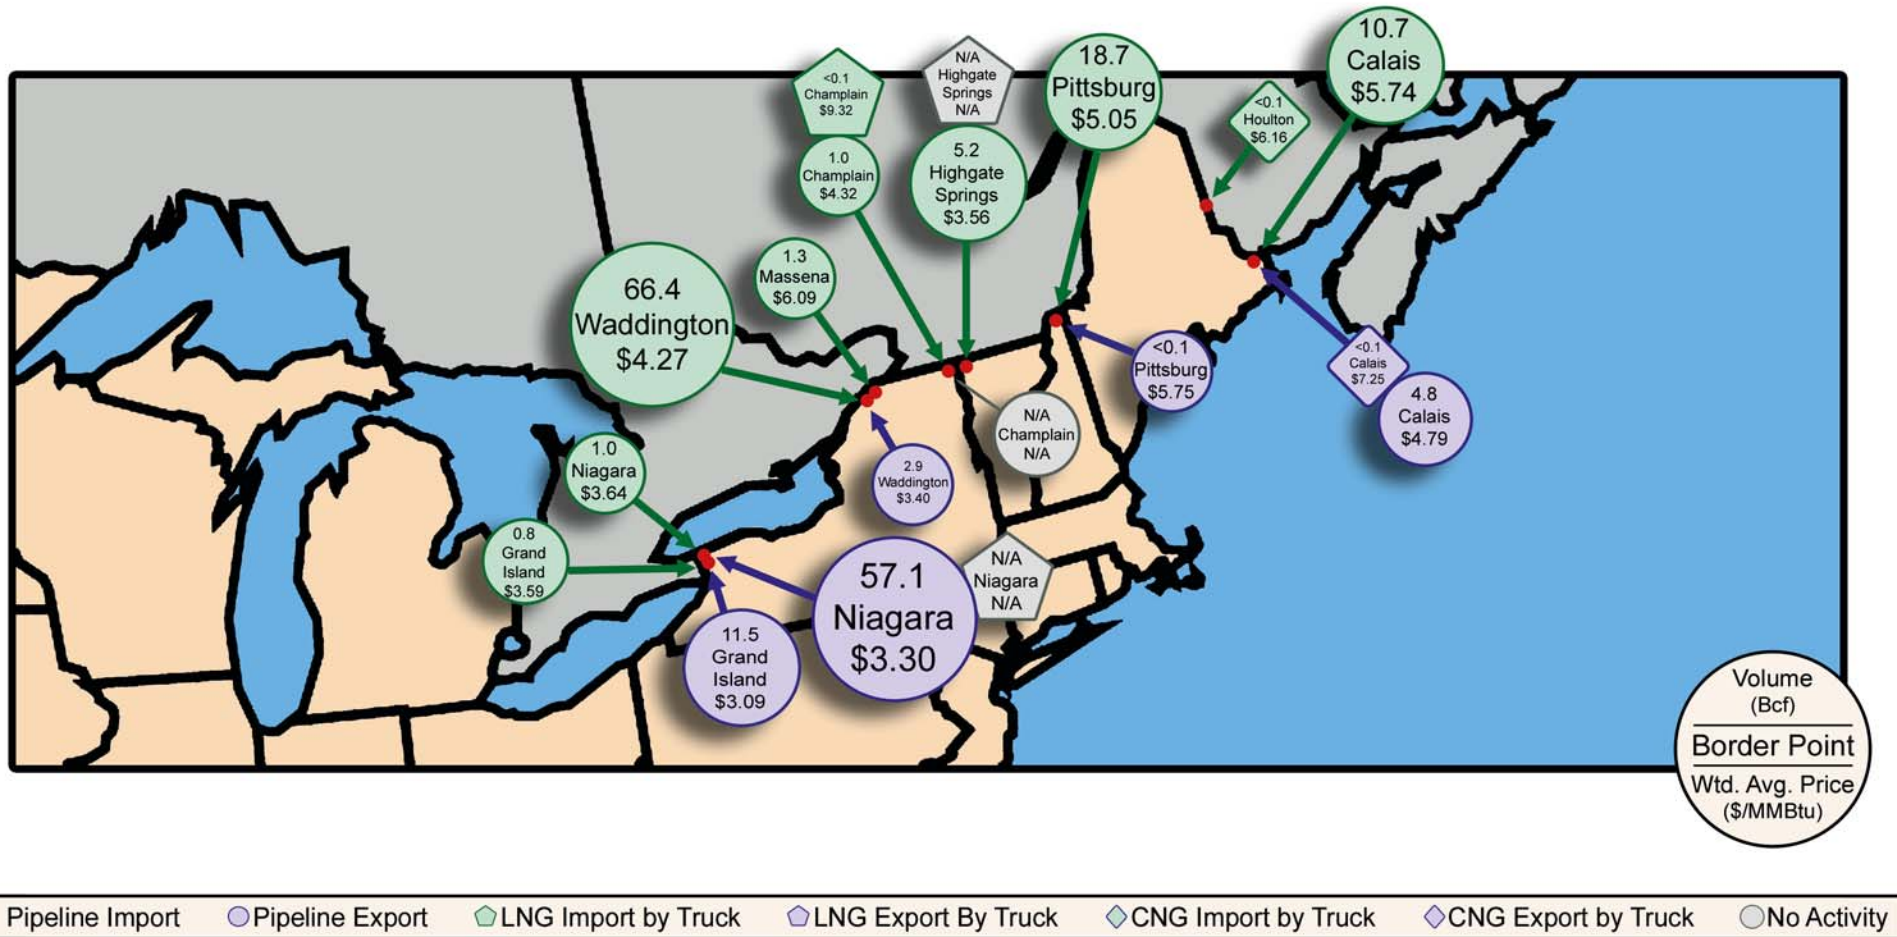 <0.1
Champlain
$9.32
N/A
Highgate
Springs
N/A
18.7
Pittsburg
$5.05
10.7
Calais
$5.74
<0.1
Houlton
$6.16
1.0
Champlain
$4.32
5.2
Highgate
Springs
$3.56
66.4
Waddington
$4.27
1.3
Massena
$6.09
<0.1
Pittsburg
$5.75
<0.1
Calais
$7.25
4.8
Calais
$4.79
N/A
Champlain
N/A
1.0
Niagara
$3.64
2.9
Waddington
$3.40
0.8
Grand
Island
$3.59
57.1
Niagara
$3.30
N/A
Niagara
N/A
11.5
Grand
Island
$3.09
Volume
(Bcf)
Border Point
Wtd. Avg. Price
($/MMBtu)
Pipeline Import Pipeline Export LNG Import by Truck LNG Export By Truck CNG Import by Truck CNG Export by Truck No Activity